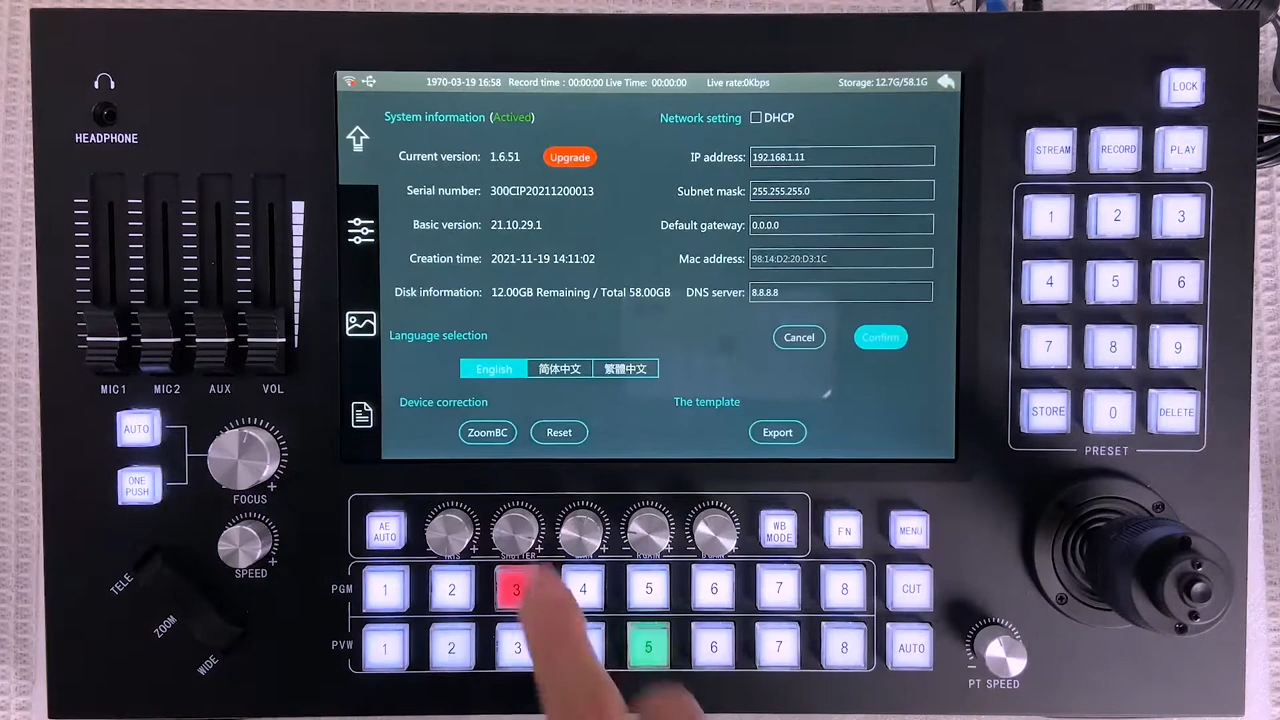 HEADPHONE
1970-03-19 16:58 Record time : 00:00:00 Live Time: 00:00:00 Live rate:0Kbps Storage: 12.7G/58.1G
System information (Actived)
Network setting DHCP
Current version: 1.6.51 Upgrade
IP address: 192.168.1.11
Serial number: 300CIP20211200013
Subnet mask: 255.255.255.0
Basic version: 21.10.29.1
Default gateway: 0.0.0.0
Creation time: 2021-11-19 14:11:02
Mac address: 98:14:D2:20:D3:1C
Disk information: 12.00GB Remaining / Total 58.00GB
DNS server: 8.8.8.8
Language selection
Cancel Confirm
English 简体中文 繁體中文
Device correction
The template
ZoomBC Reset
Export
LOCK
STREAM RECORD PLAY
1 2 3
4 5 6
7 8 9
STORE 0 DELETE
PRESET
MIC1 MIC2 AUX VOL
AUTO
ONE
PUSH
FOCUS
SPEED
TELE
ZOOM
WIDE
AE
AUTO
WB
MODE
FN MENU
IRIS SHUTTER
PGM 1 2 3 4 5 6 7 8 CUT
PVW 1 2 3 5 6 7 8 AUTO
PT SPEED